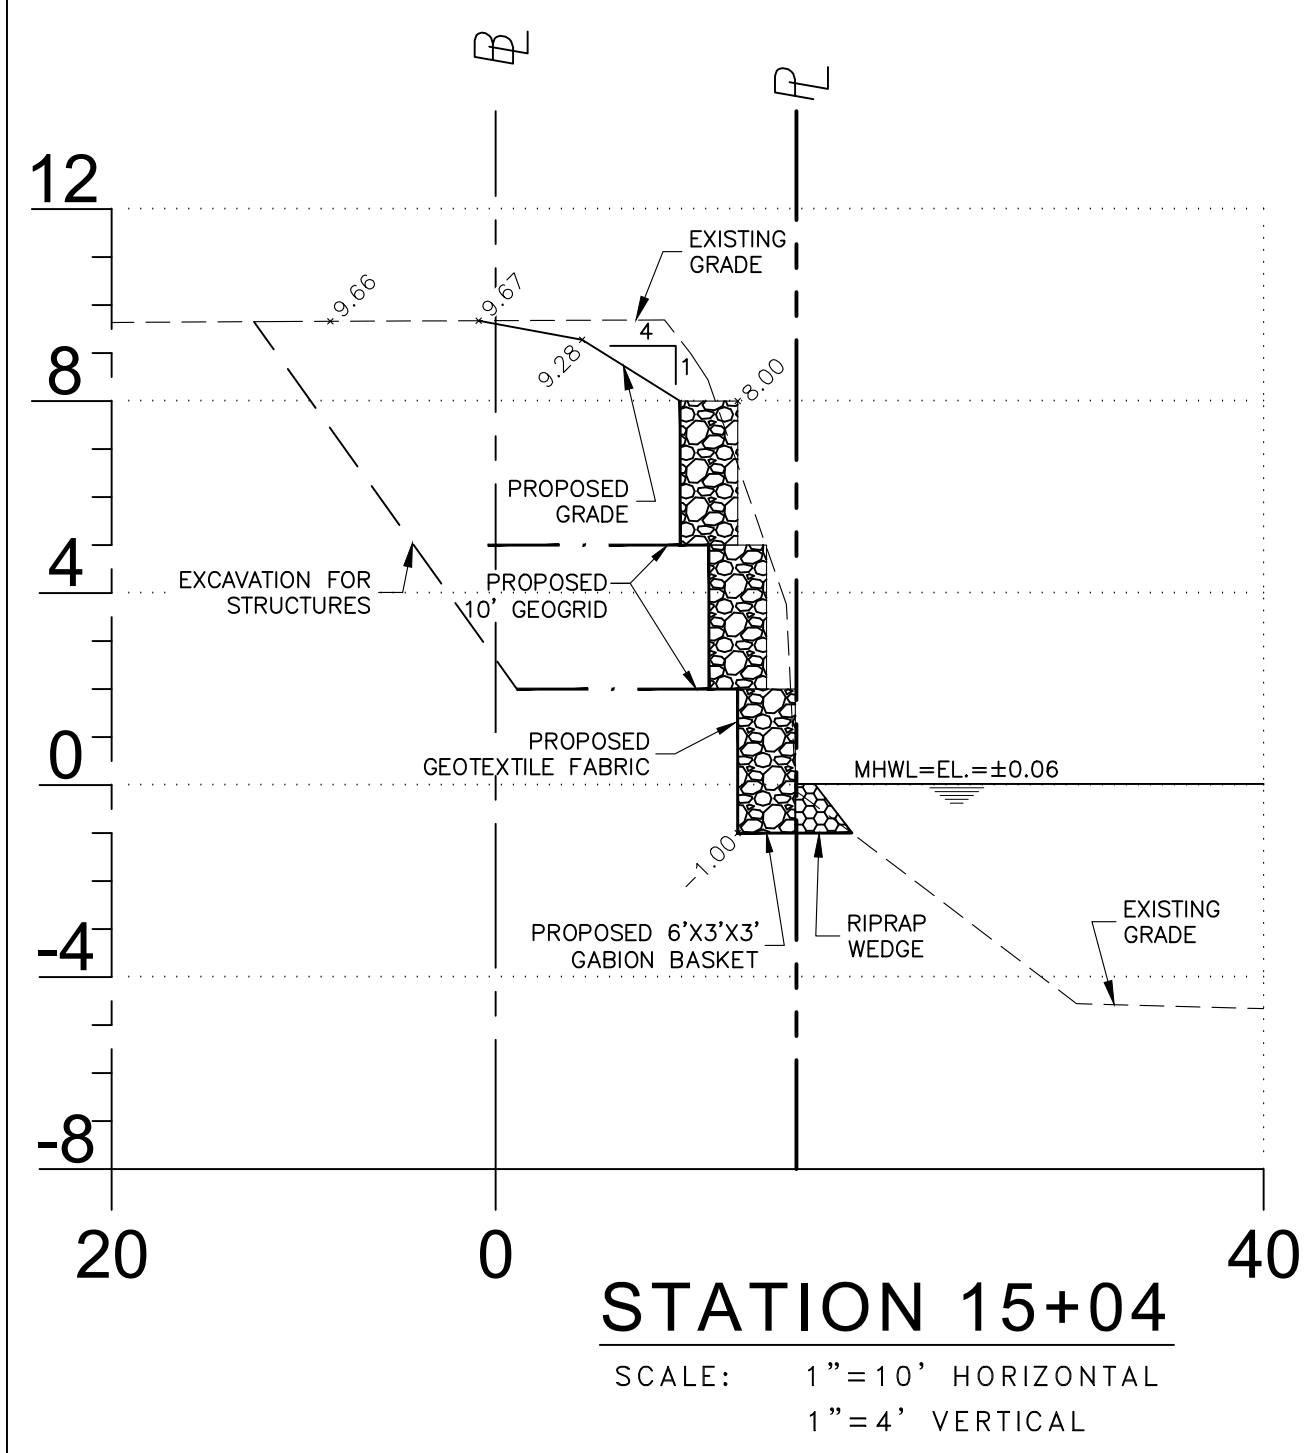 BL
PL
12
EXISTING
GRADE
9.66
9.67
4
1
9.28
8.00
8
PROPOSED
GRADE
4
EXCAVATION FOR
STRUCTURES
PROPOSED
10' GEOGRID
0
PROPOSED
GEOTEXTILE FABRIC
MHWL=EL.=±0.06
-1.00
PROPOSED 6'X3'X3'
GABION BASKET
RIPRAP
WEDGE
EXISTING
GRADE
-4
-8
20
0
40
STATION 15+04
SCALE: 1"=10' HORIZONTAL
1"=4' VERTICAL